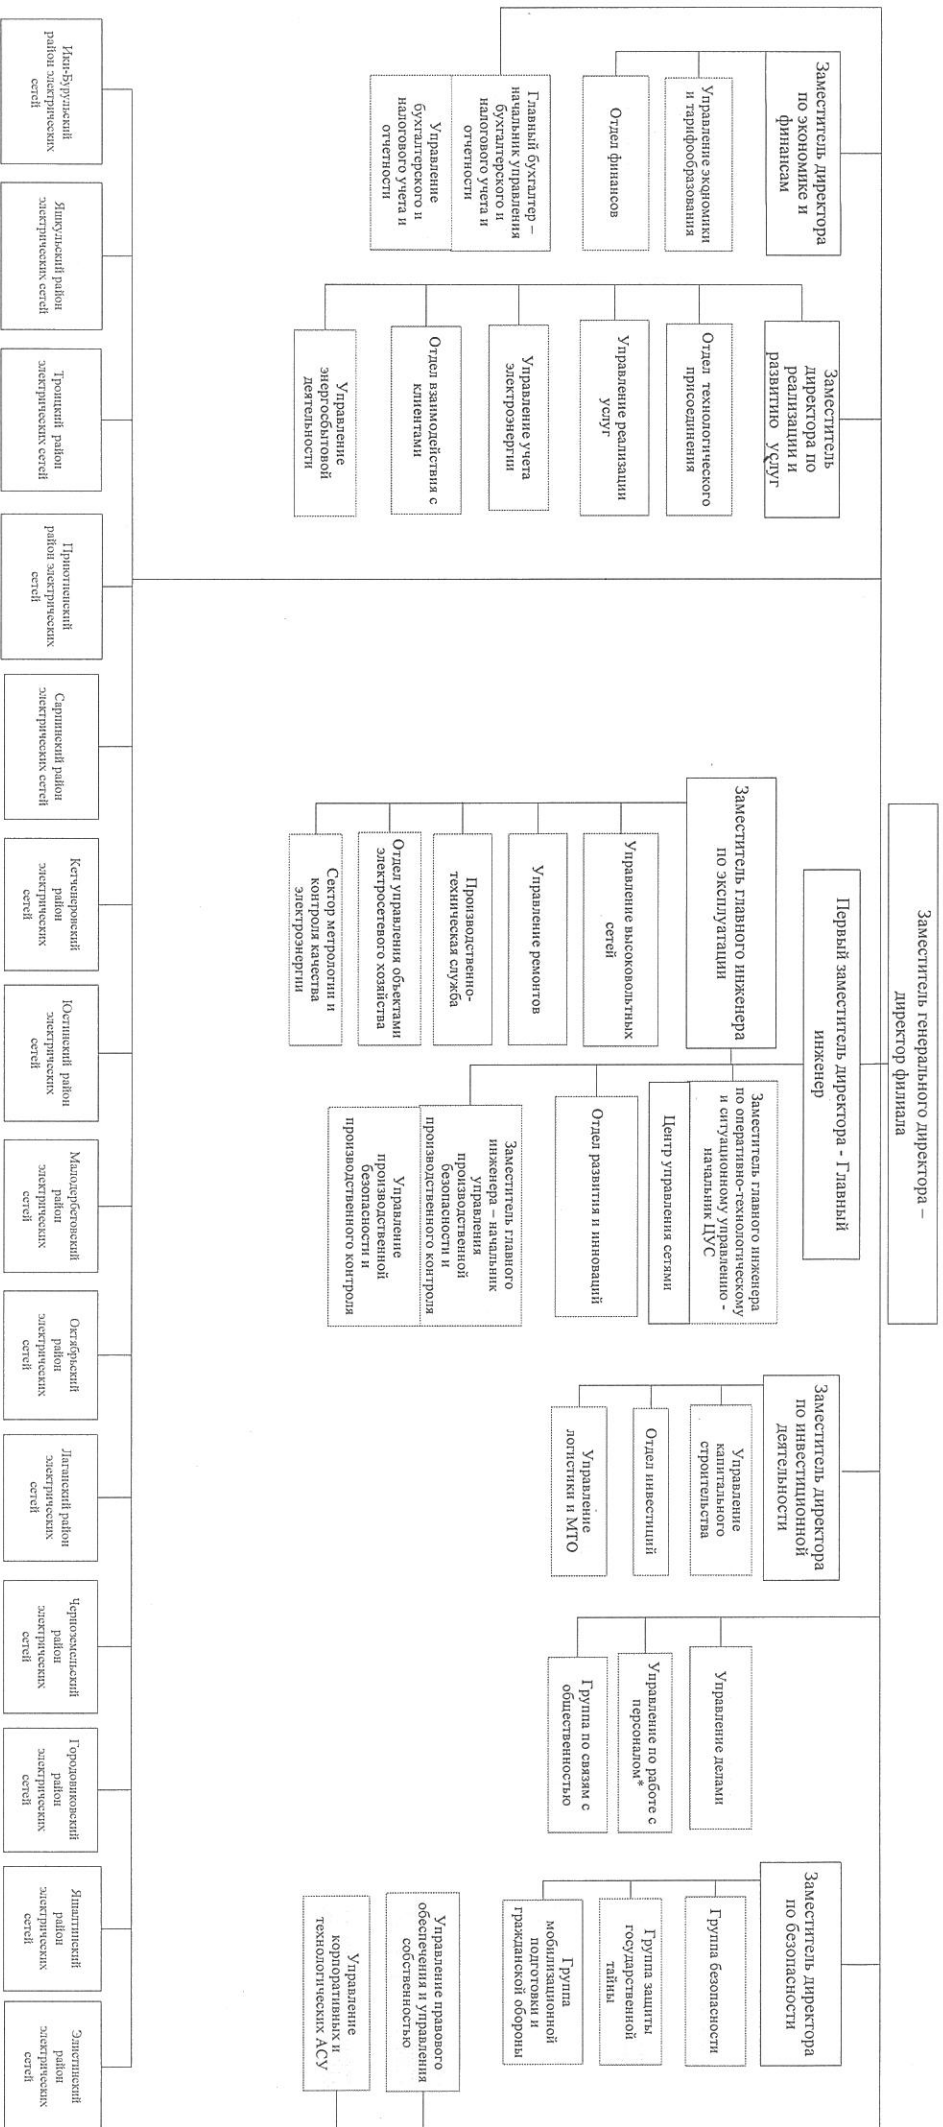 Заместитель генерального директора –
директор филиала
Первый заместитель директора - Главный
инженер
Заместитель директора
по экономике и
финансам
Управление экономики
и тарифообразования
Отдел финансов
Главный бухгалтер –
начальник управления
бухгалтерского и
налогового учета и
отчетности
Управление
бухгалтерского и
налогового учета и
отчетности
Заместитель
директора по
реализации и
развитию услуг
Отдел технологического
присоединения
Управление реализации
услуг
Управление учета
электроэнергии
Отдел взаимодействия с
клиентами
Управление
энергосбытовой
деятельности
Заместитель главного инженера
по эксплуатации
Управление высоковольтных
сетей
Управление ремонтов
Производственно-
техническая служба
Отдел управления объектами
электросетевого хозяйства
Сектор метрологии и
контроля качества
электроэнергии
Заместитель главного инженера
по оперативно-технологическому
и ситуационному управлению -
начальник ЦУС
Центр управления сетями
Отдел развития и инноваций
Заместитель главного
инженера – начальник
управления
производственной
безопасности и
производственного контроля
Управление
производственной
безопасности и
производственного контроля
Заместитель директора
по инвестиционной
деятельности
Управление
капитального
строительства
Отдел инвестиций
Управление
логистики и МТО
Управление делами
Управление по работе с
персоналом*
Группа по связям с
общественностью
Заместитель директора
по безопасности
Группа безопасности
Группа защиты
государственной
тайны
Группа
мобилизационной
подготовки и
гражданской обороны
Управление правового
обеспечения и управления
собственностью
Управление
корпоративных и
технологических АСУ
Ики-Бурульский
район электрических
сетей
Яшкульский район
электрических сетей
Троицкий район
электрических сетей
Приютненский
район электрических
сетей
Сарпинский район
электрических сетей
Кетченеровский
район
электрических
сетей
Юстинский район
электрических
сетей
Малодербетовский
район
электрических
сетей
Октябрьский
район
электрических
сетей
Лаганский район
электрических
сетей
Черноземельский
район
электрических
сетей
Городовиковский
район
электрических
сетей
Яшалтинский
район
электрических
сетей
Элистинский
район
электрических
сетей